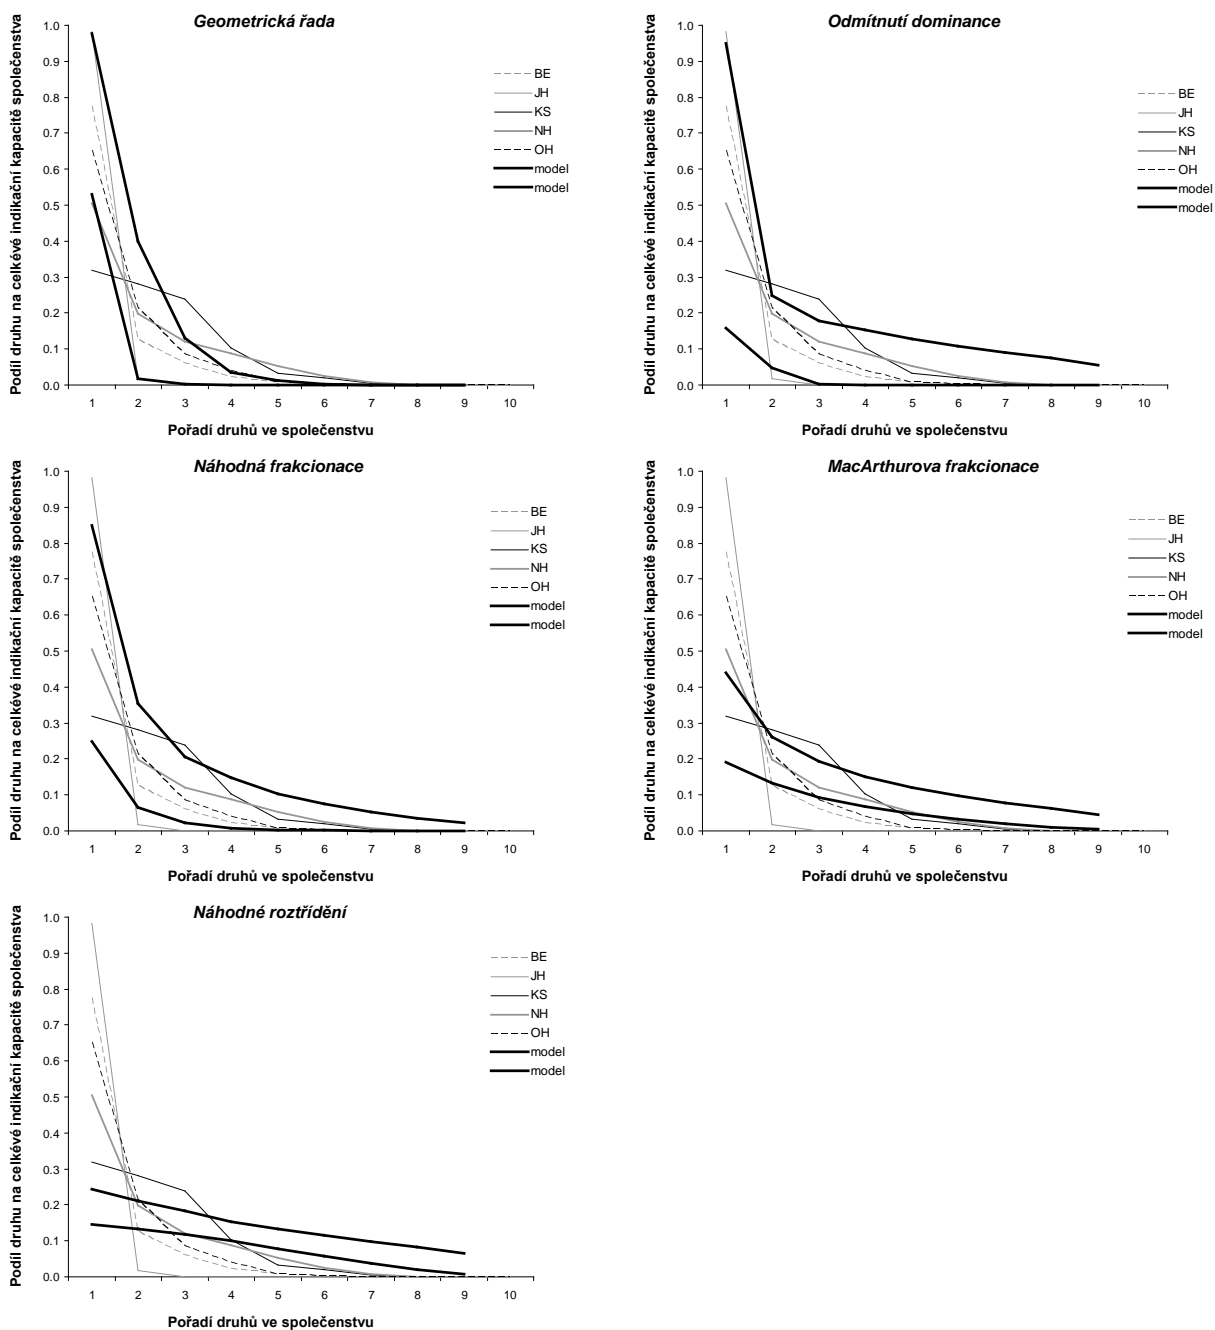 Geometrická řada
Podíl druhu na celkévé indikační kapacitě společenstva
1.0
0.9
0.8
0.7
0.6
0.5
0.4
0.3
0.2
0.1
0.0
1 2 3 4 5 6 7 8 9 10
Pořadí druhů ve společenstvu
BE
JH
KS
NH
OH
model
model
Odmítnutí dominance
Podíl druhu na celkévé indikační kapacitě společenstva
1.0
0.9
0.8
0.7
0.6
0.5
0.4
0.3
0.2
0.1
0.0
1 2 3 4 5 6 7 8 9 10
Pořadí druhů ve společenstvu
BE
JH
KS
NH
OH
model
model
Náhodná frakcionace
Podíl druhu na celkévé indikační kapacitě společenstva
1.0
0.9
0.8
0.7
0.6
0.5
0.4
0.3
0.2
0.1
0.0
1 2 3 4 5 6 7 8 9 10
Pořadí druhů ve společenstvu
BE
JH
KS
NH
OH
model
model
MacArthurova frakcionace
Podíl druhu na celkévé indikační kapacitě společenstva
1.0
0.9
0.8
0.7
0.6
0.5
0.4
0.3
0.2
0.1
0.0
1 2 3 4 5 6 7 8 9 10
Pořadí druhů ve společenstvu
BE
JH
KS
NH
OH
model
model
Náhodné roztřídění
Podíl druhu na celkévé indikační kapacitě společenstva
1.0
0.9
0.8
0.7
0.6
0.5
0.4
0.3
0.2
0.1
0.0
1 2 3 4 5 6 7 8 9 10
Pořadí druhů ve společenstvu
BE
JH
KS
NH
OH
model
model